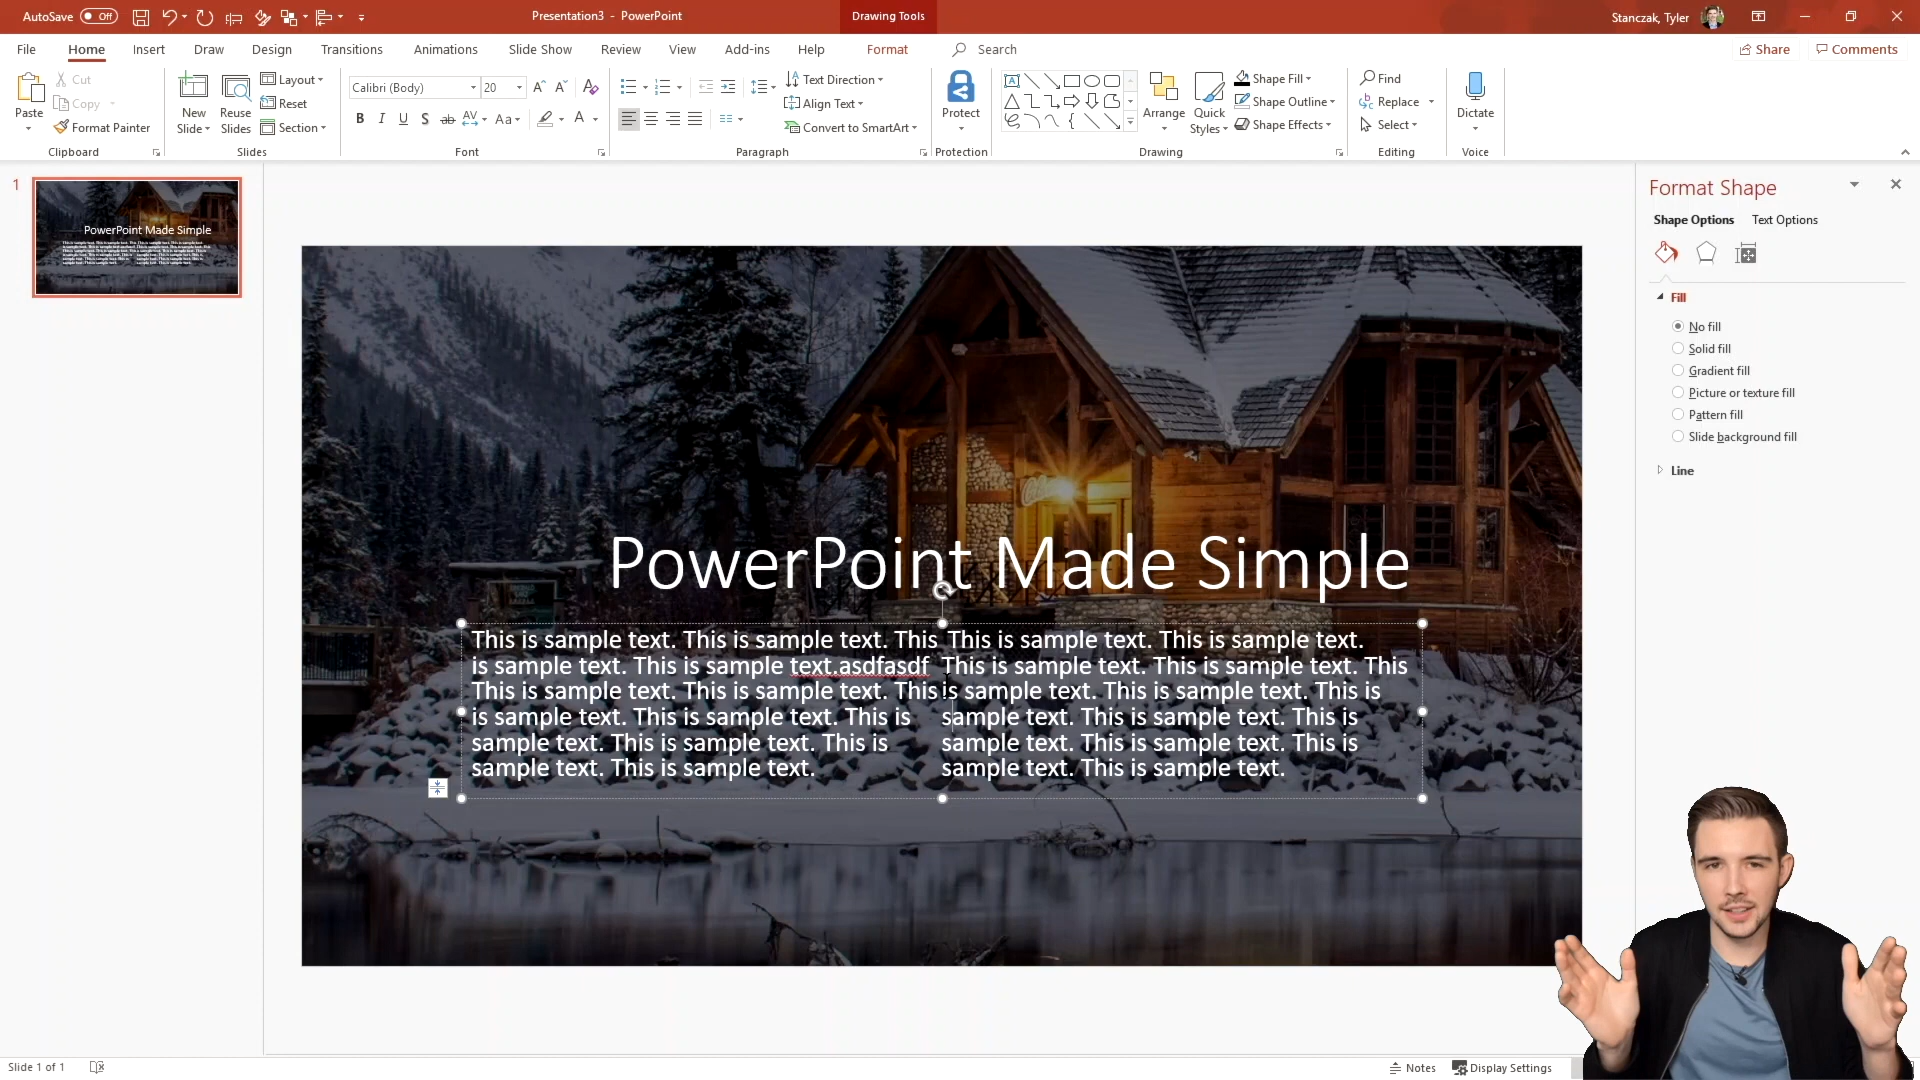 AutoSave Off
Presentation3 - PowerPoint
Drawing Tools
Stanczak, Tyler
File Home Insert Draw Design Transitions Animations Slide Show Review View Add-ins Help Format Search
Share Comments
Paste
Cut
Copy
Format Painter
Clipboard
New Slide
Reuse Slides
Layout
Reset
Section
Slides
Calibri (Body) 20
B I U S ab AV Aa A
Font
Text Direction
Align Text
Convert to SmartArt
Paragraph
Protect
Protection
Arrange
Quick Styles
Shape Fill
Shape Outline
Shape Effects
Drawing
Find
Replace
Select
Editing
Dictate
Voice
1
PowerPoint Made Simple
Format Shape
Shape Options Text Options
Fill
No fill
Solid fill
Gradient fill
Picture or texture fill
Pattern fill
Slide background fill
Line
PowerPoint Made Simple
This is sample text. This is sample text. This
is sample text. This is sample text.asdfasdf
This is sample text. This is sample text. This
is sample text. This is sample text. This is
sample text. This is sample text. This is
sample text. This is sample text.
This is sample text. This is sample text.
This is sample text. This is sample text. This
is sample text. This is sample text. This is
sample text. This is sample text. This is
sample text. This is sample text. This is
sample text. This is sample text.
Slide 1 of 1
Notes Display Settings